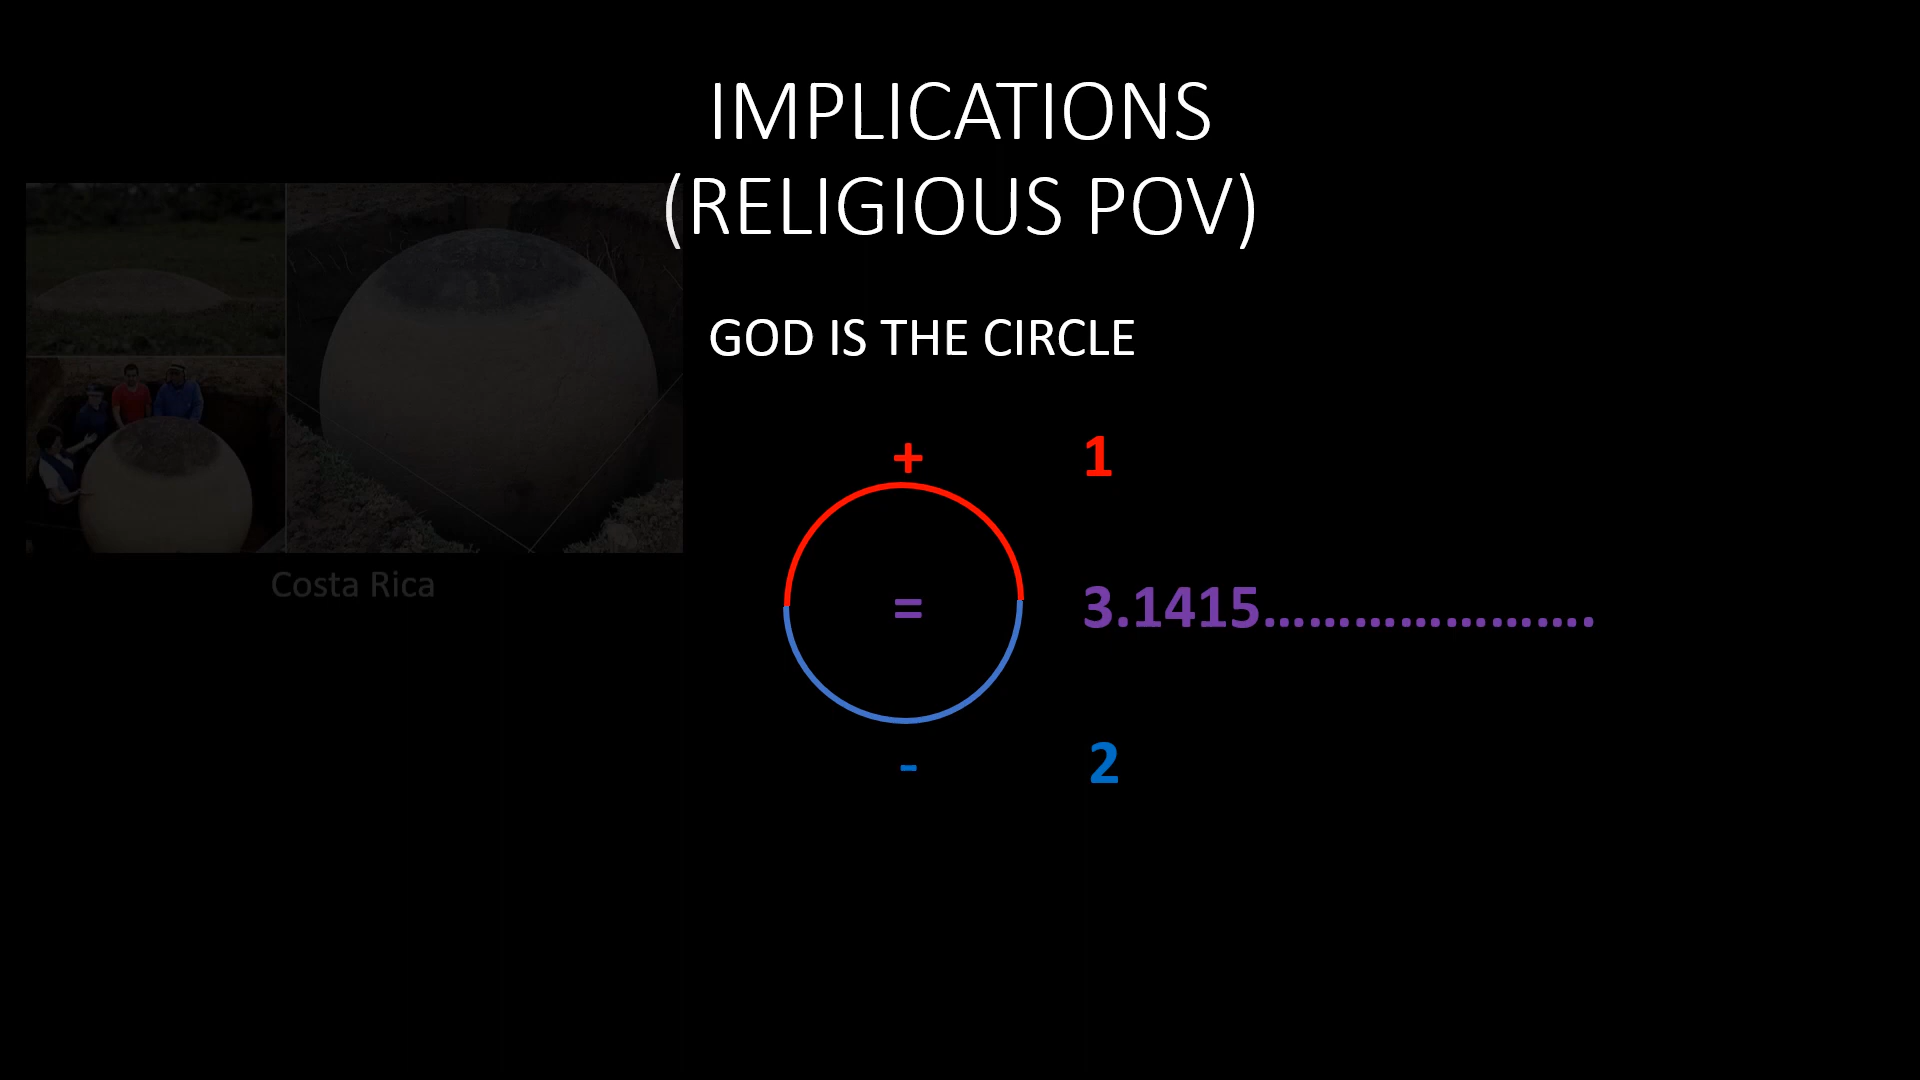 IMPLICATIONS
(RELIGIOUS POV)
GOD IS THE CIRCLE
+ 1
= 3.1415......................
- 2
Costa Rica